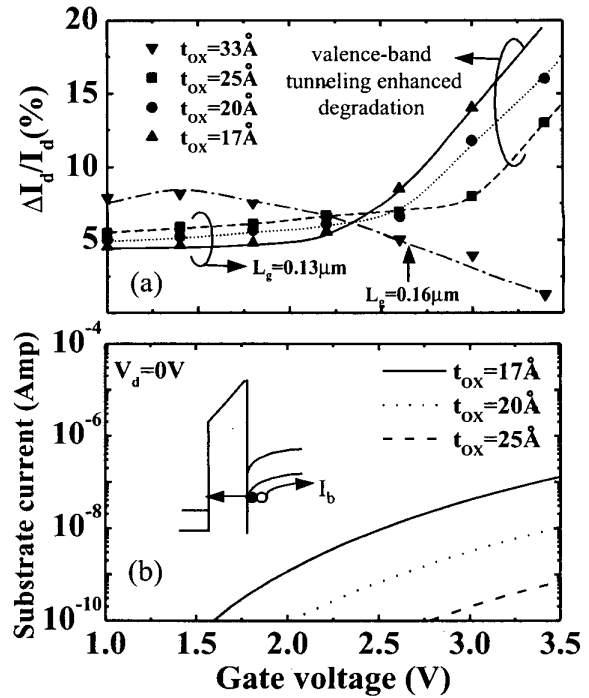 20
15
10
5
ΔI_d/I_d(%)
t_OX=33Å
t_OX=25Å
t_OX=20Å
t_OX=17Å
valence-band
tunneling enhanced
degradation
(a)
L_g=0.13μm
L_g=0.16μm
10^-4
10^-6
10^-8
10^-10
Substrate current (Amp)
V_d=0V
t_OX=17Å
t_OX=20Å
t_OX=25Å
I_b
(b)
1.0 1.5 2.0 2.5 3.0 3.5
Gate voltage (V)